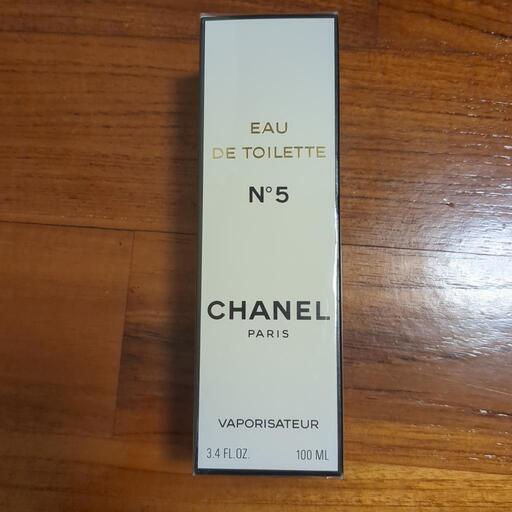 EAU
DE TOILETTE
N°5
CHANEL
PARIS
VAPORISATEUR
3.4 FL.OZ. 100 ML